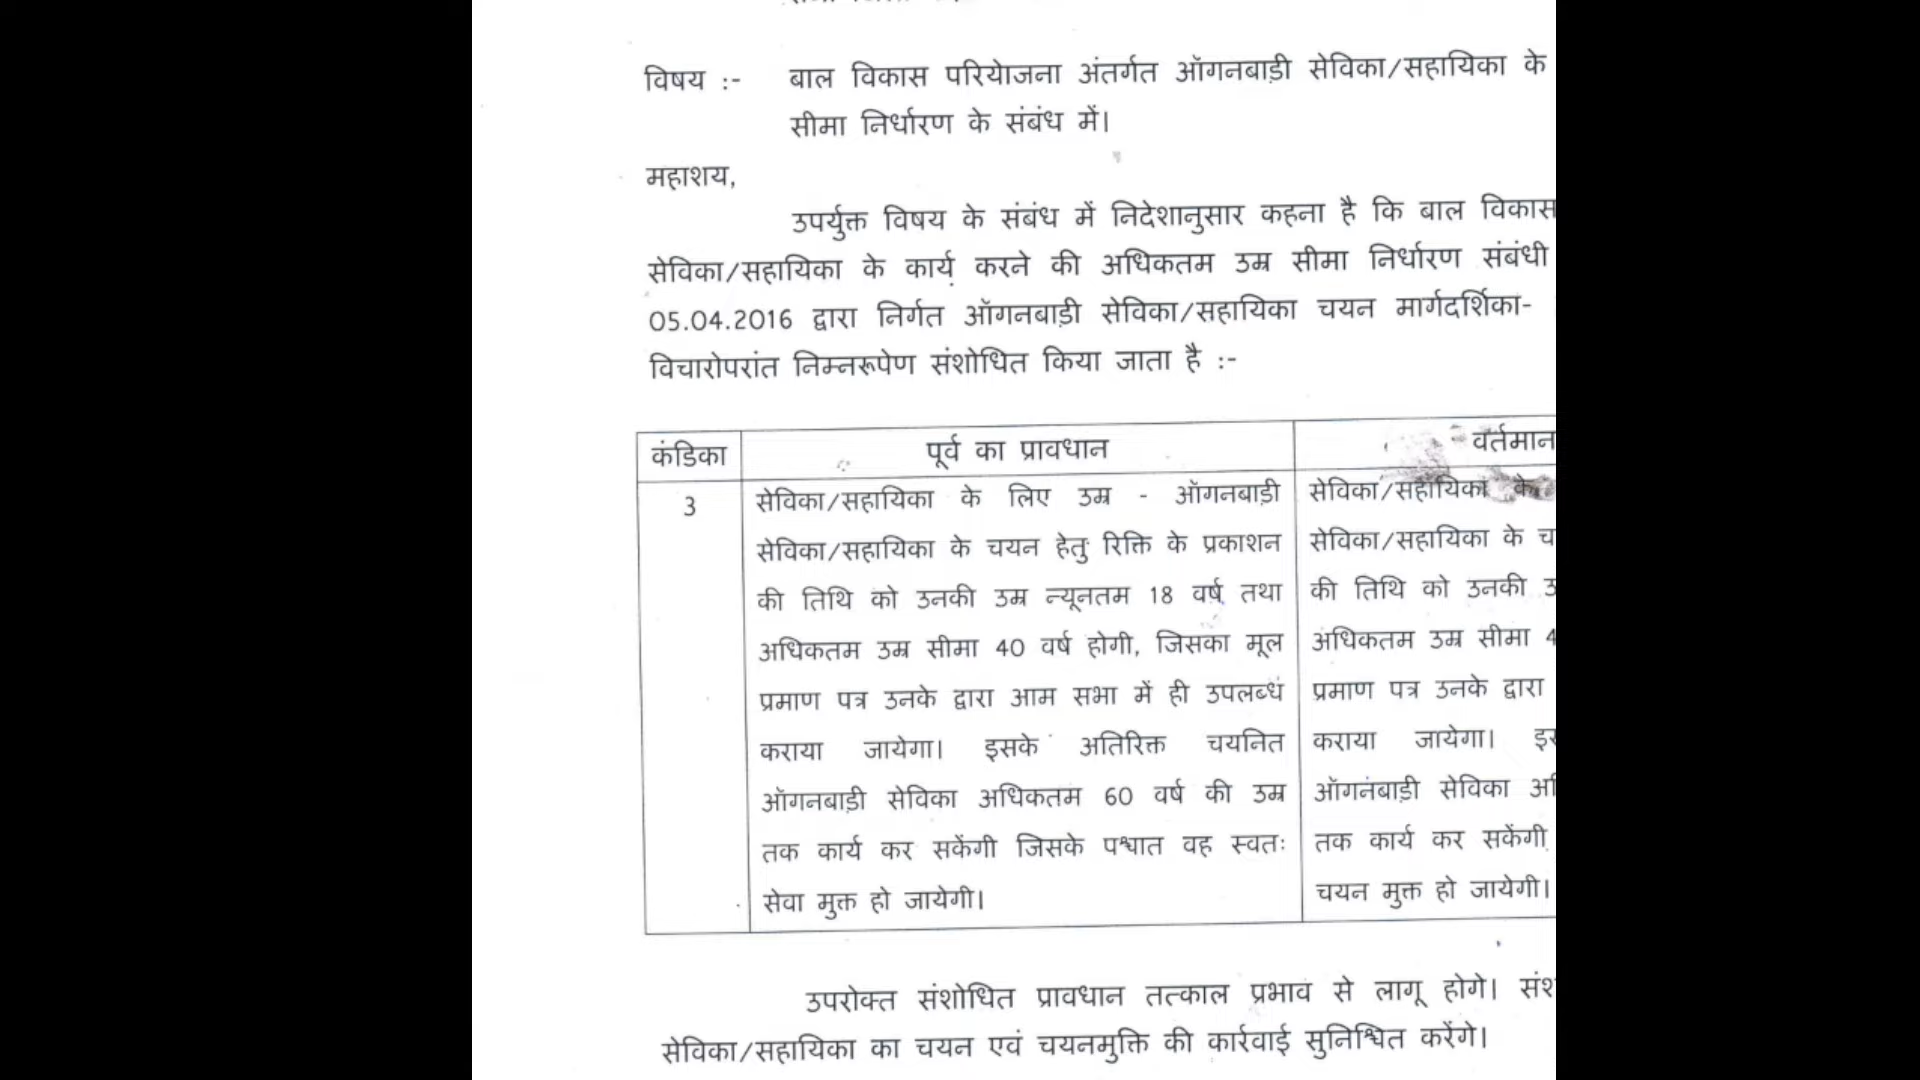 विषय :- बाल विकास परियोजना अंतर्गत ऑगनबाड़ी सेविका/सहायिका के
सीमा निर्धारण के संबंध में।
महाशय,
उपर्युक्त विषय के संबंध में निदेशानुसार कहना है कि बाल विकास
सेविका/सहायिका के कार्य करने की अधिकतम उम्र सीमा निर्धारण संबंधी
05.04.2016 द्वारा निर्गत ऑगनबाड़ी सेविका/सहायिका चयन मार्गदर्शिका-
विचारोपरांत निम्नरूपेण संशोधित किया जाता है :-
कंडिका
पूर्व का प्रावधान
वर्तमान
3
सेविका/सहायिका के लिए उम्र - ऑगनबाड़ी
सेविका/सहायिका के चयन हेतु रिक्ति के प्रकाशन
की तिथि को उनकी उम्र न्यूनतम 18 वर्ष तथा
अधिकतम उम्र सीमा 40 वर्ष होगी, जिसका मूल
प्रमाण पत्र उनके द्वारा आम सभा में ही उपलब्ध
कराया जायेगा। इसके अतिरिक्त चयनित
ऑगनबाड़ी सेविका अधिकतम 60 वर्ष की उम्र
तक कार्य कर सकेंगी जिसके पश्चात वह स्वतः
सेवा मुक्त हो जायेगी।
सेविका/सहायिका के
सेविका/सहायिका के
की तिथि को उनकी
अधिकतम उम्र सीमा
प्रमाण पत्र उनके द्वारा
कराया जायेगा।
ऑगनबाड़ी सेविका
तक कार्य कर सकेंगी
चयन मुक्त हो जायेगी।
उपरोक्त संशोधित प्रावधान तत्काल प्रभाव से लागू होगे।
सेविका/सहायिका का चयन एवं चयनमुक्ति की कार्रवाई सुनिश्चित करेंगे।